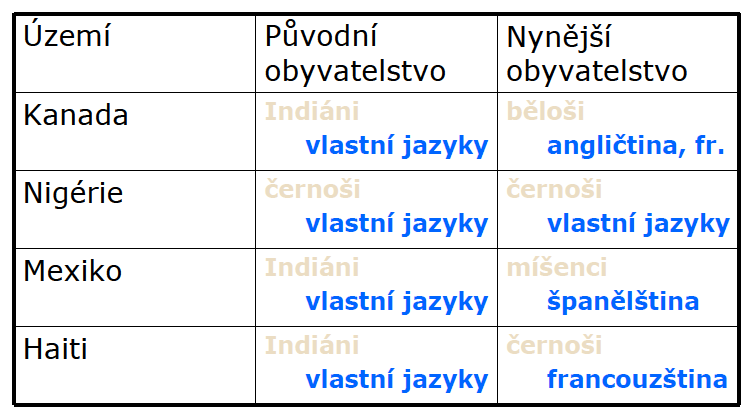 Území
Původní
obyvatelstvo
Nynější
obyvatelstvo
Kanada
Indiáni
vlastní jazyky
běloši
angličtina, fr.
Nigérie
černoši
vlastní jazyky
černoši
vlastní jazyky
Mexiko
Indiáni
vlastní jazyky
míšenci
španělština
Haiti
Indiáni
vlastní jazyky
černoši
francouzština